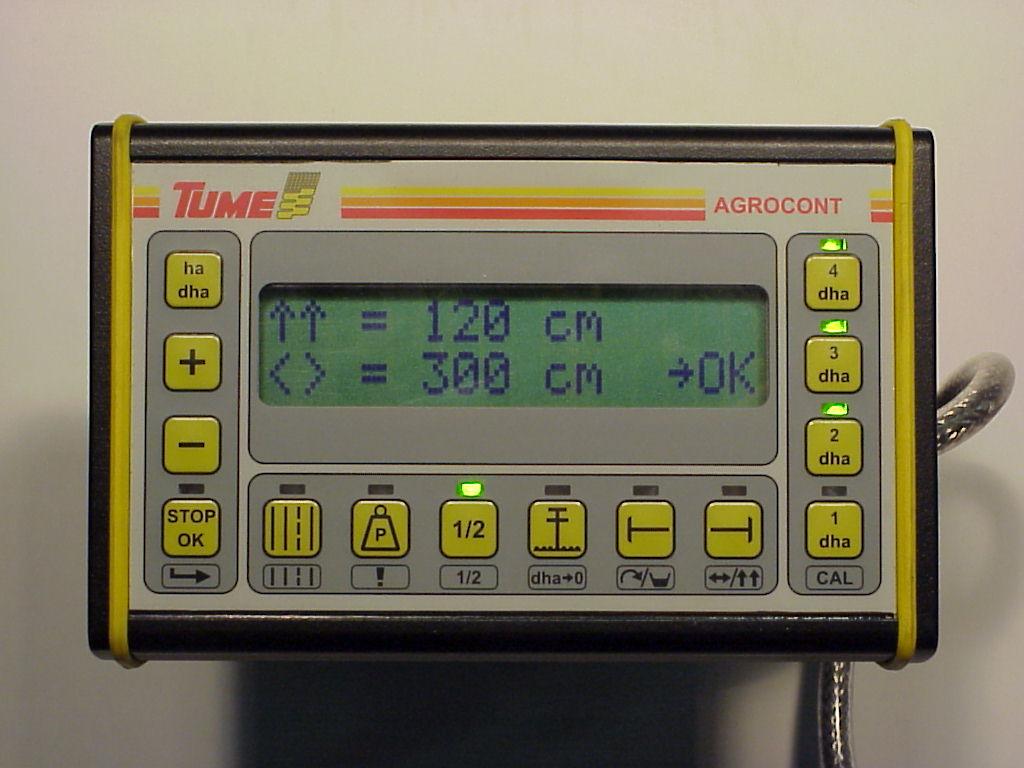 TUME
AGROCONT
ha
dha
+
−
STOP
OK
↑↑ = 120 cm
<> = 300 cm →OK
P
1/2
!
1/2
dha→0
↔/↑↑
4
dha
3
dha
2
dha
1
dha
CAL